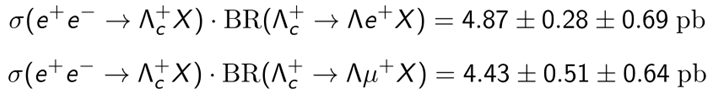 σ(e⁺e⁻ → Λc⁺X) · BR(Λc⁺ → Λe⁺X) = 4.87 ± 0.28 ± 0.69 pb
σ(e⁺e⁻ → Λc⁺X) · BR(Λc⁺ → Λμ⁺X) = 4.43 ± 0.51 ± 0.64 pb